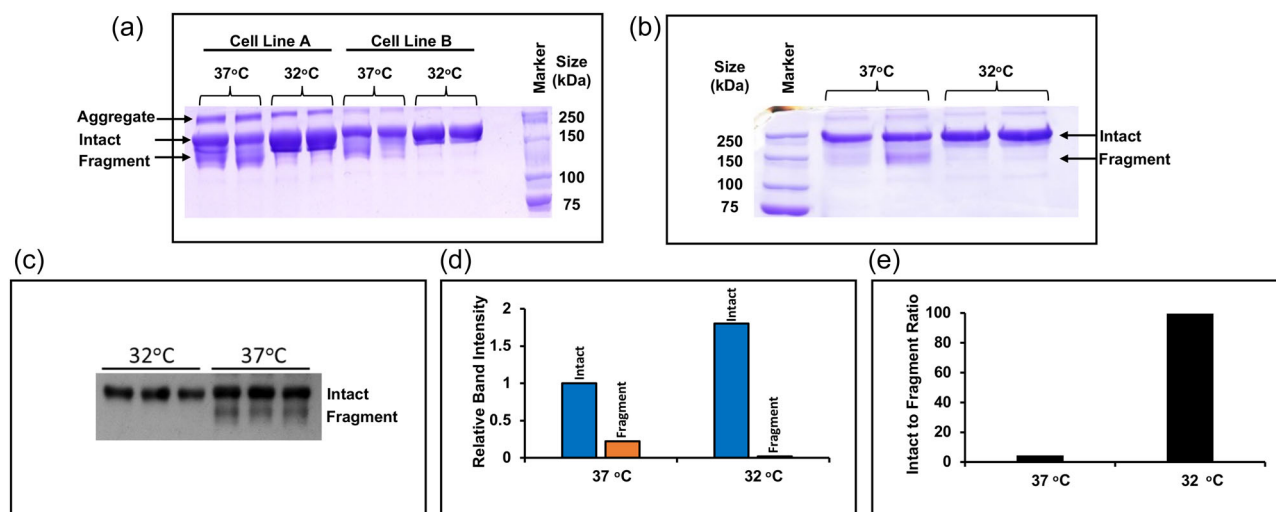 (a)
Cell Line A Cell Line B
37°C 32°C 37°C 32°C
Size
(kDa)
Marker
Aggregate
Intact
Fragment
250
150
100
75
(b)
Size
(kDa)
Marker
37°C 32°C
250
150
100
75
Intact
Fragment
(c)
32°C 37°C
Intact
Fragment
(d)
Relative Band Intensity
2
1.5
1
0.5
0
Intact
Fragment
Intact
Fragment
37 °C 32 °C
(e)
Intact to Fragment Ratio
100
80
60
40
20
0
37 °C 32 °C